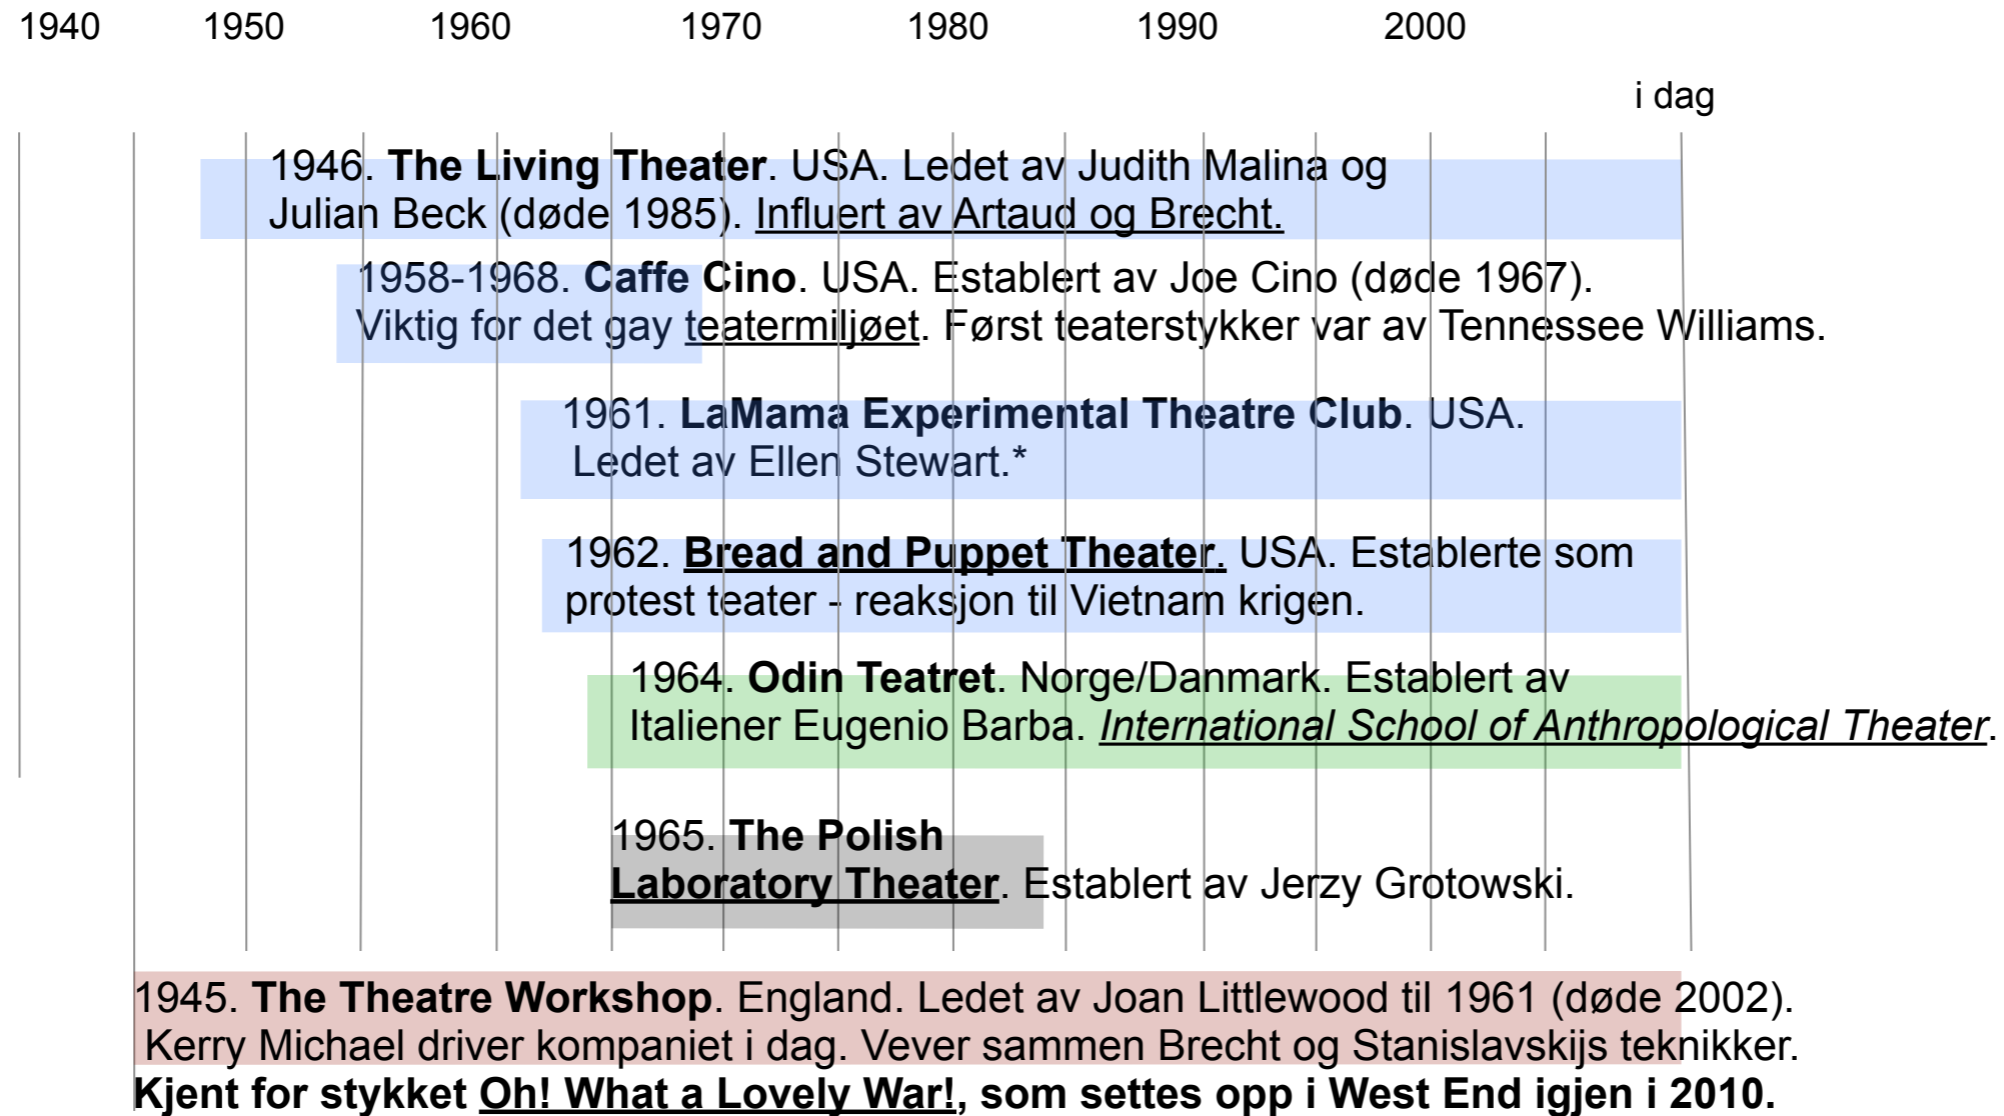 1940 1950 1960 1970 1980 1990 2000
i dag
1946. The Living Theater. USA. Ledet av Judith Malina og
Julian Beck (døde 1985). Influert av Artaud og Brecht.
1958-1968. Caffe Cino. USA. Establert av Joe Cino (døde 1967).
Viktig for det gay teatermiljøet. Først teaterstykker var av Tennessee Williams.
1961. LaMama Experimental Theatre Club. USA.
Ledet av Ellen Stewart.*
1962. Bread and Puppet Theater. USA. Establerte som
protest teater - reaksjon til Vietnam krigen.
1964. Odin Teatret. Norge/Danmark. Establert av
Italiener Eugenio Barba. International School of Anthropological Theater.
1965. The Polish
Laboratory Theater. Establert av Jerzy Grotowski.
1945. The Theatre Workshop. England. Ledet av Joan Littlewood til 1961 (døde 2002).
Kerry Michael driver kompaniet i dag. Vever sammen Brecht og Stanislavskijs teknikker.
Kjent for stykket Oh! What a Lovely War!, som settes opp i West End igjen i 2010.